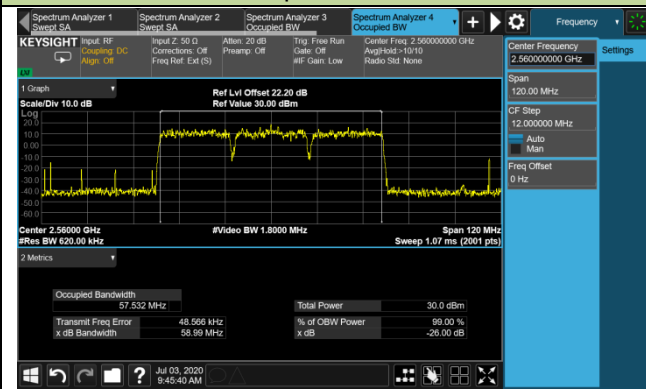 Spectrum Analyzer 1
Swept SA
Spectrum Analyzer 2
Swept SA
Spectrum Analyzer 3
Occupied BW
Spectrum Analyzer 4
Occupied BW
Frequency
KEYSIGHT
Input: RF
Coupling: DC
Align: Off
Input Z: 50 Ω
Corrections: Off
Freq Ref: Ext (S)
Atten: 20 dB
Preamp: Off
Trig: Free Run
Gate: Off
#IF Gain: Low
Center Freq: 2.560000000 GHz
Avg|Hold:>10/10
Radio Std: None
LM
Center Frequency
2.560000000 GHz
Settings
Span
120.00 MHz
CF Step
12.000000 MHz
Auto
Man
Freq Offset
0 Hz
1 Graph
Scale/Div 10.0 dB
Ref Lvl Offset 22.20 dB
Ref Value 30.00 dBm
Log
20.0
10.0
0.00
-10.0
-20.0
-30.0
-40.0
-50.0
-60.0
Center 2.56000 GHz
#Res BW 620.00 kHz
#Video BW 1.8000 MHz
Span 120 MHz
Sweep 1.07 ms (2001 pts)
2 Metrics
Occupied Bandwidth
57.532 MHz
Total Power 30.0 dBm
Transmit Freq Error 48.566 kHz
% of OBW Power 99.00 %
x dB Bandwidth 58.99 MHz
x dB -26.00 dB
Jul 03, 2020
9:45:40 AM